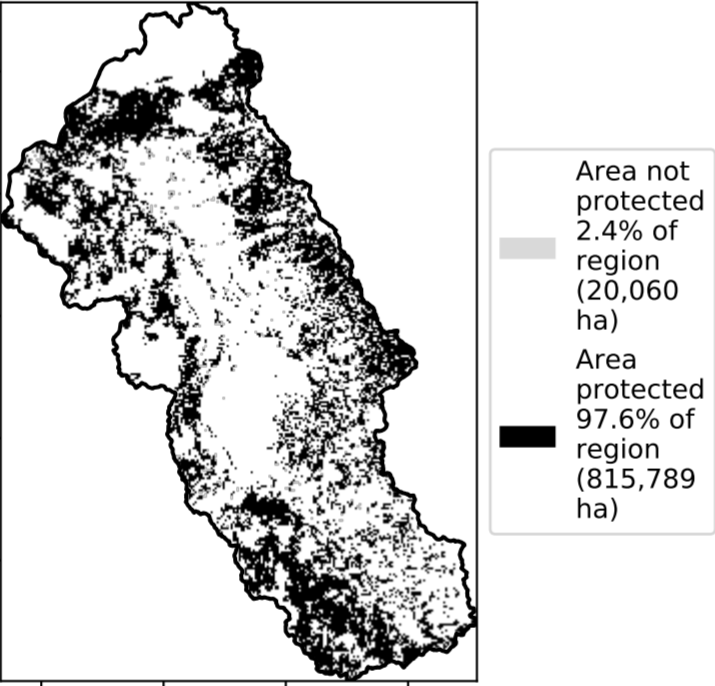 Area not
protected
2.4% of
region
(20,060
ha)
Area
protected
97.6% of
region
(815,789
ha)